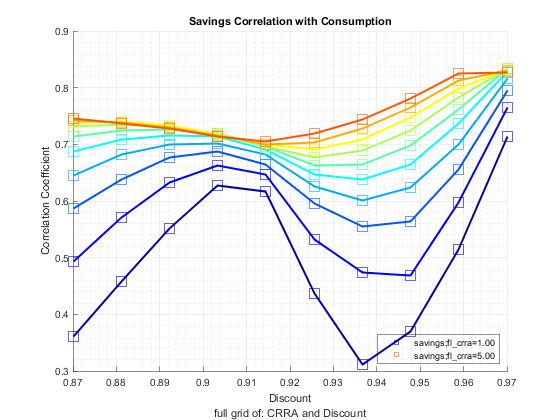 Savings Correlation with Consumption
0.9
0.8
0.7
0.6
0.5
0.4
0.3
Correlation Coefficient
savings;fl_crra=1.00
savings;fl_crra=5.00
0.87 0.88 0.89 0.9 0.91 0.92 0.93 0.94 0.95 0.96 0.97
Discount
full grid of: CRRA and Discount